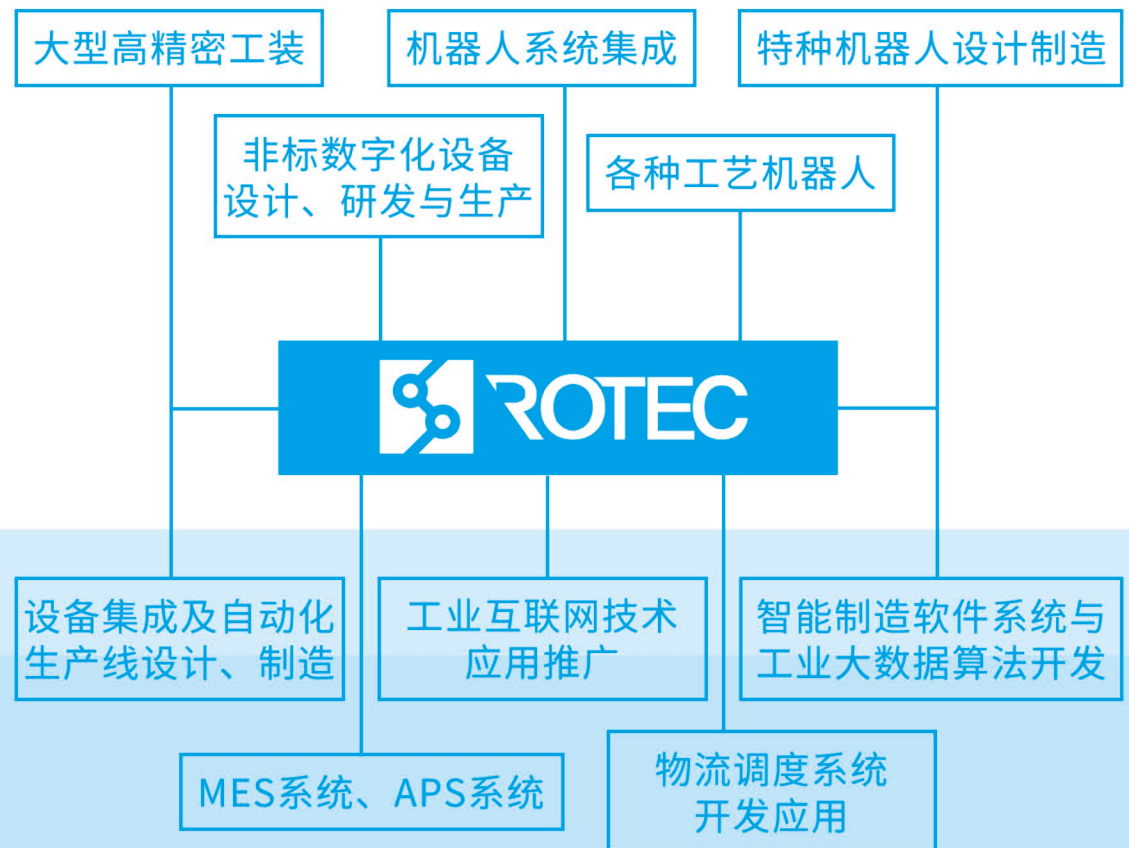 大型高精密工装
机器人系统集成
特种机器人设计制造
非标数字化设备
设计、研发与生产
各种工艺机器人
ROTEC
设备集成及自动化
生产线设计、制造
工业互联网技术
应用推广
智能制造软件系统与
工业大数据算法开发
MES系统、APS系统
物流调度系统
开发应用